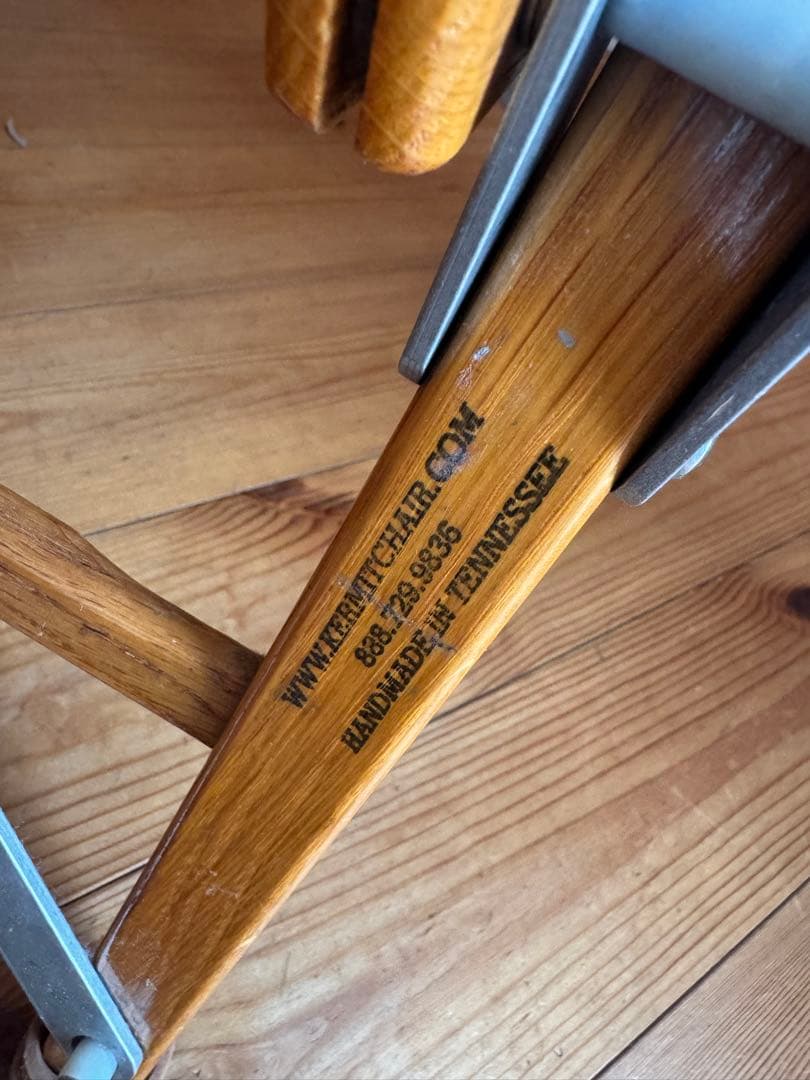 WWW.KERMITCHAIR.COM
888.729.9836
HANDMADE IN TENNESSEE